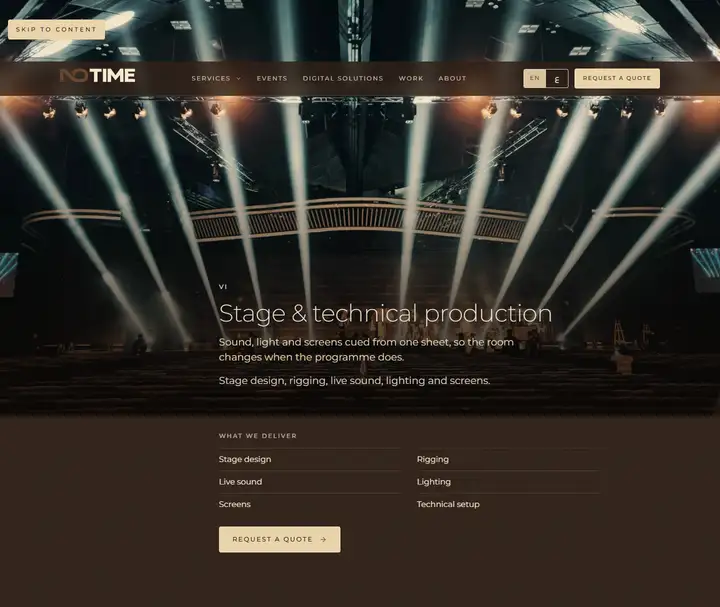 SKIP TO CONTENT
NOTIME
SERVICES
EVENTS
DIGITAL SOLUTIONS
WORK
ABOUT
EN
REQUEST A QUOTE
VI
Stage & technical production
Sound, light and screens cued from one sheet, so the room
changes when the programme does.
Stage design, rigging, live sound, lighting and screens.
WHAT WE DELIVER
Stage design
Rigging
Live sound
Lighting
Screens
Technical setup
REQUEST A QUOTE →